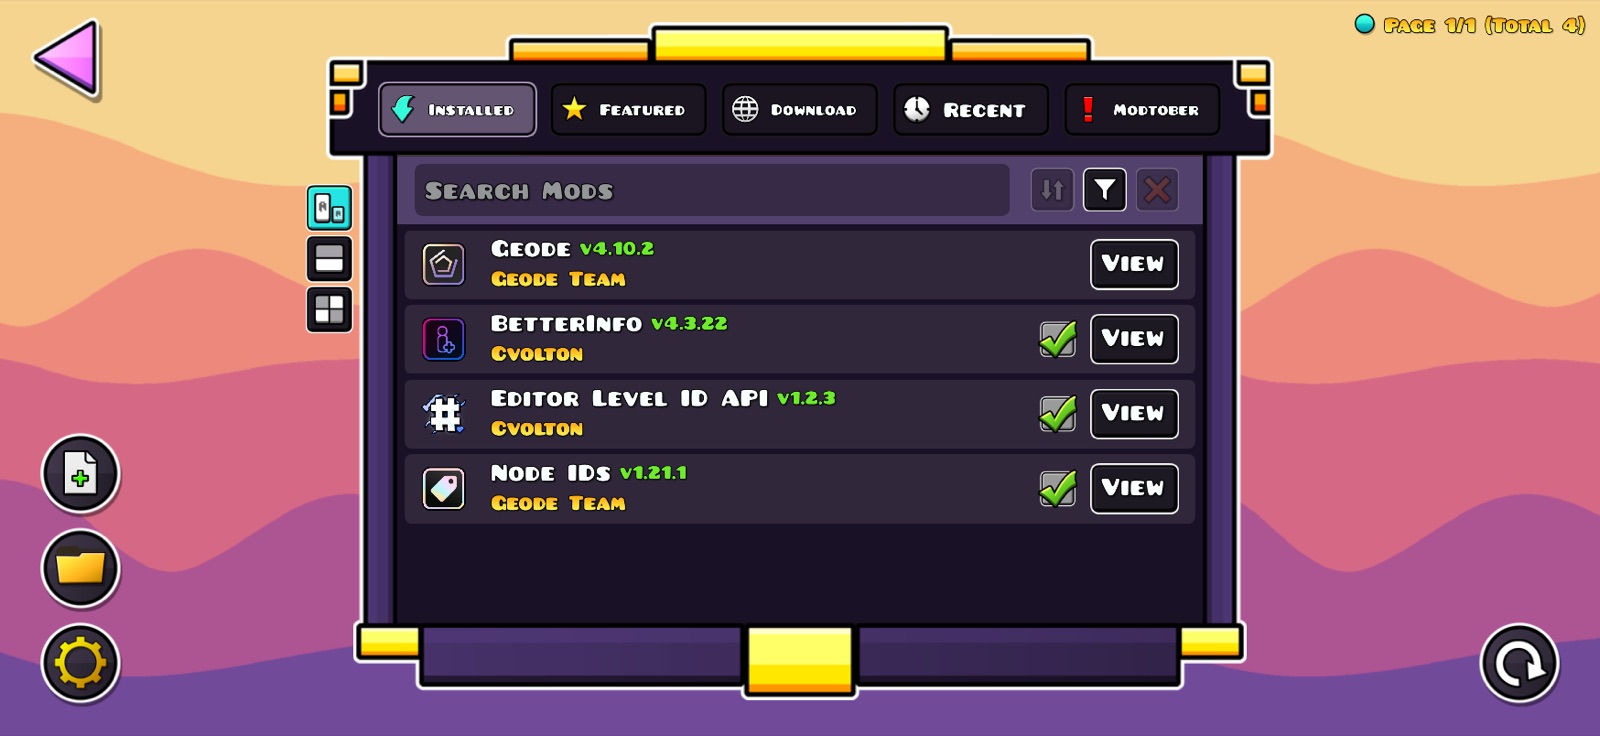 Page 1/1 (Total 4)
Installed
Featured
Download
Recent
Modtober
Search Mods
Geode v4.10.2
Geode Team
View
BetterInfo v4.3.22
Cvolton
View
Editor Level ID API v1.2.3
Cvolton
View
Node IDs v1.21.1
Geode Team
View